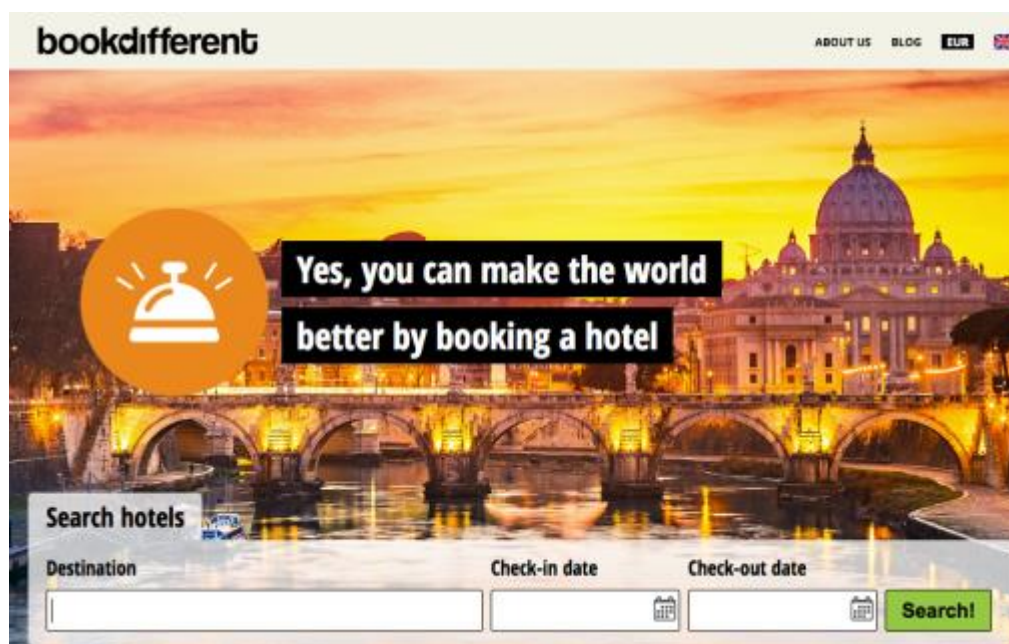 bookdifferent
ABOUT US BLOG EUR
Yes, you can make the world
better by booking a hotel
Search hotels
Destination
Check-in date Check-out date
Search!